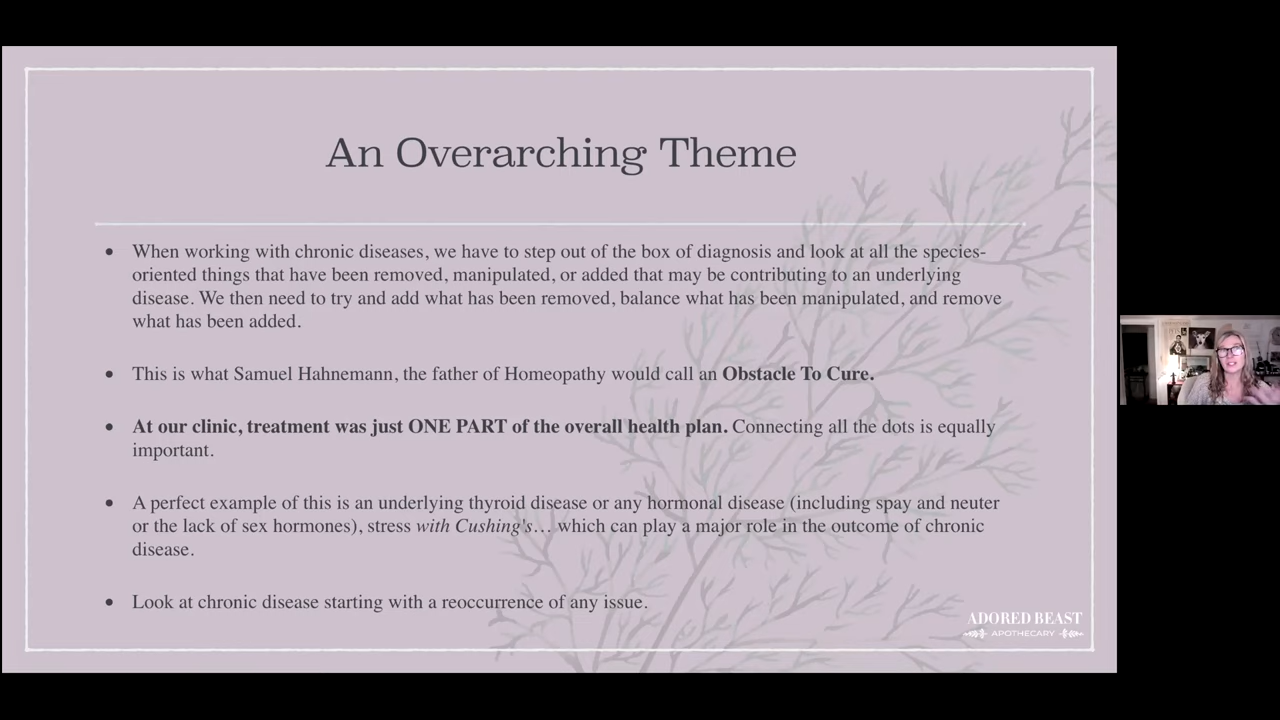 An Overarching Theme
• When working with chronic diseases, we have to step out of the box of diagnosis and look at all the species-
oriented things that have been removed, manipulated, or added that may be contributing to an underlying
disease. We then need to try and add what has been removed, balance what has been manipulated, and remove
what has been added.
• This is what Samuel Hahnemann, the father of Homeopathy would call an Obstacle To Cure.
• At our clinic, treatment was just ONE PART of the overall health plan. Connecting all the dots is equally
important.
• A perfect example of this is an underlying thyroid disease or any hormonal disease (including spay and neuter
or the lack of sex hormones), stress with Cushing's… which can play a major role in the outcome of chronic
disease.
• Look at chronic disease starting with a reoccurrence of any issue.
ADORED BEAST
APOTHECARY